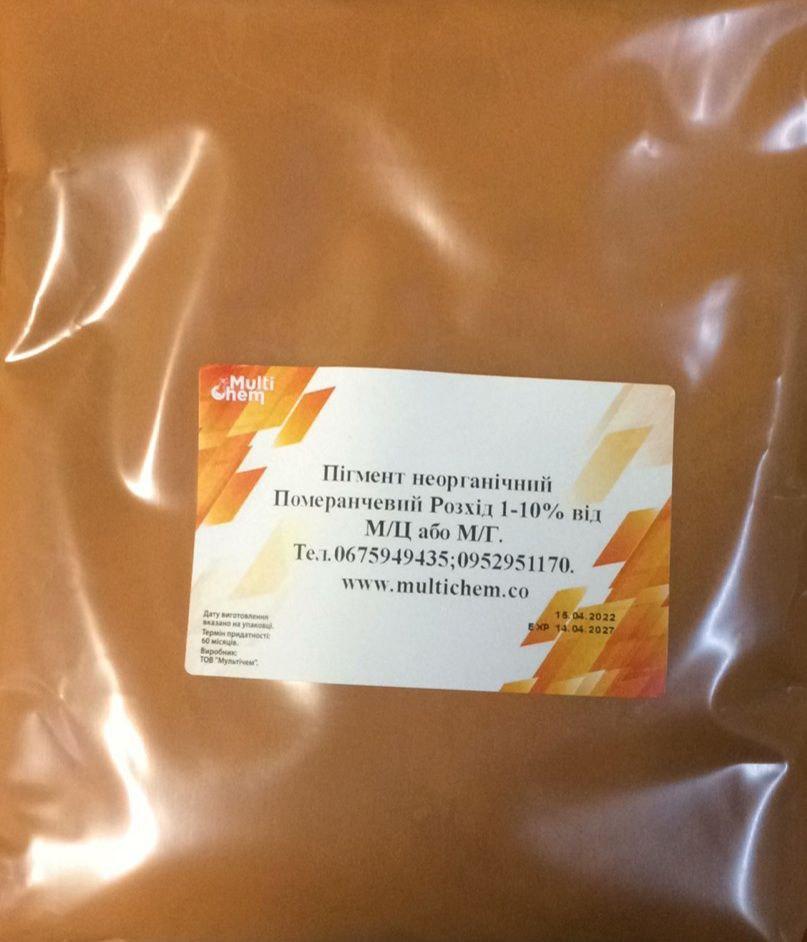 Multi
Chem
Пігмент неорганічний
Померанчевий Розхід 1-10% від
М/Ц або М/Г.
Тел.0675949435;0952951170.
www.multichem.co
Дату виготовлення
вказано на упаковці.
Термін придатності:
60 місяців.
Виробник:
ТОВ "Мультічем".
15.04.2022
EXP 14.04.2027